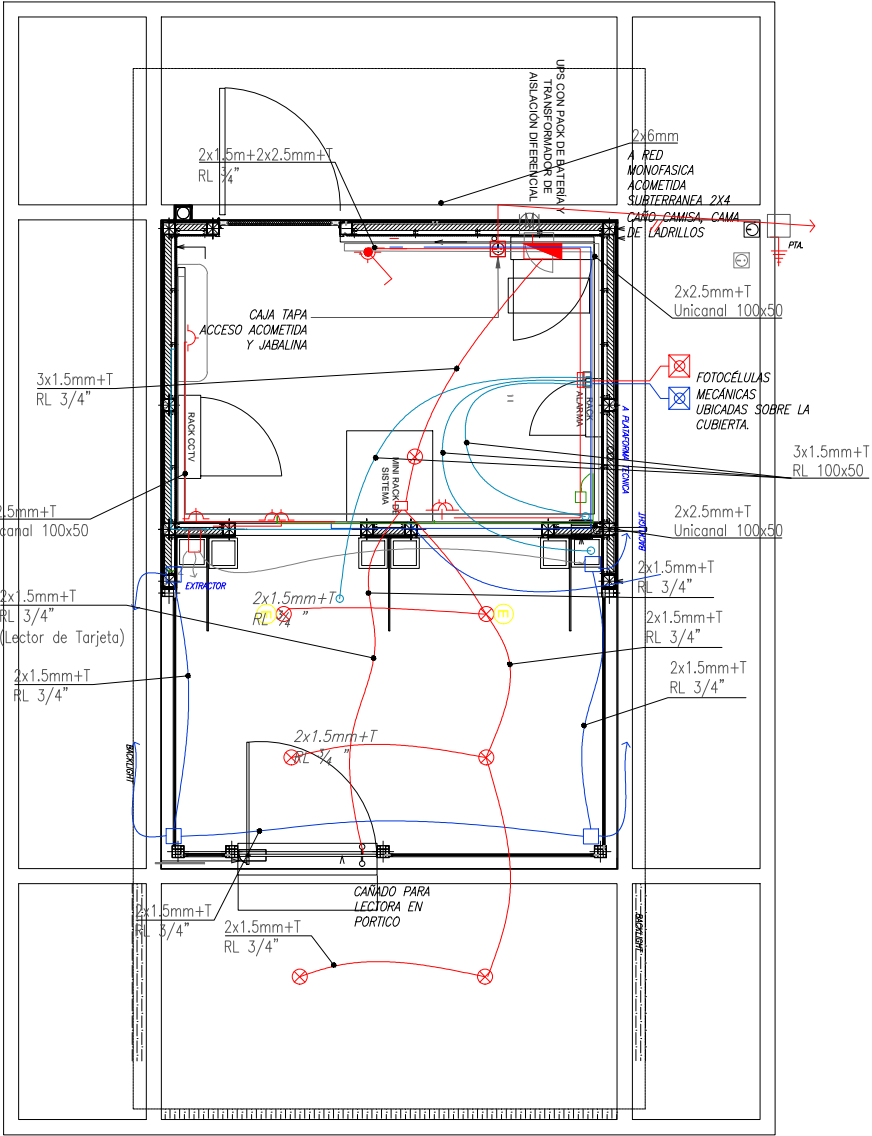 UPS CON PACK DE BATERIA Y
TRANSFORMADOR DE
AISLACIÓN DIFERENCIAL
2x6mm
A RED
MONOFASICA
ACOMETIDA
SUBTERRANEA 2X4
CAÑO CAMISA, CAMA
DE LADRILLOS
PTA.
2x1.5m+2x2.5mm+T
RL ¾"
2x2.5mm+T
Unicanal 100x50
CAJA TAPA
ACCESO ACOMETIDA
Y JABALINA
3x1.5mm+T
RL 3/4"
FOTOCÉLULAS
MECÁNICAS
UBICADAS SOBRE LA
CUBIERTA.
RACK
ALARMA
A PLATAFORMA TECNICA
RACK CCTV
MINI RACK DE
SISTEMA
3x1.5mm+T
RL 100x50
2.5mm+T
canal 100x50
2x2.5mm+T
Unicanal 100x50
BACKLIGHT
EXTRACTOR
2x1.5mm+T
RL 3/4"
2x1.5mm+T
RL 3/4"
(Lector de Tarjeta)
2x1.5mm+T
RL ¾"
E
E
2x1.5mm+T
RL 3/4"
2x1.5mm+T
RL 3/4"
2x1.5mm+T
RL 3/4"
2x1.5mm+T
RL ¾"
BACKLIGHT
CAÑADO PARA
LECTORA EN
PORTICO
2x1.5mm+T
RL 3/4"
2x1.5mm+T
RL 3/4"
BACKLIGHT